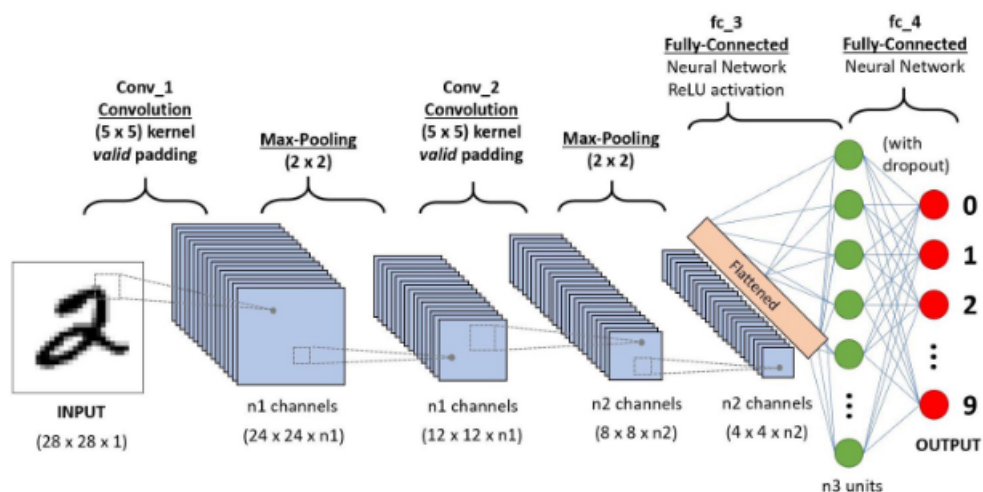 fc_3
Fully-Connected
Neural Network
ReLU activation
fc_4
Fully-Connected
Neural Network
Conv_1
Convolution
(5 x 5) kernel
valid padding
Max-Pooling
(2 x 2)
Conv_2
Convolution
(5 x 5) kernel
valid padding
Max-Pooling
(2 x 2)
(with
dropout)
Flattened
0
1
2
...
9
...
INPUT
(28 x 28 x 1)
n1 channels
(24 x 24 x n1)
n1 channels
(12 x 12 x n1)
n2 channels
(8 x 8 x n2)
n2 channels
(4 x 4 x n2)
OUTPUT
n3 units